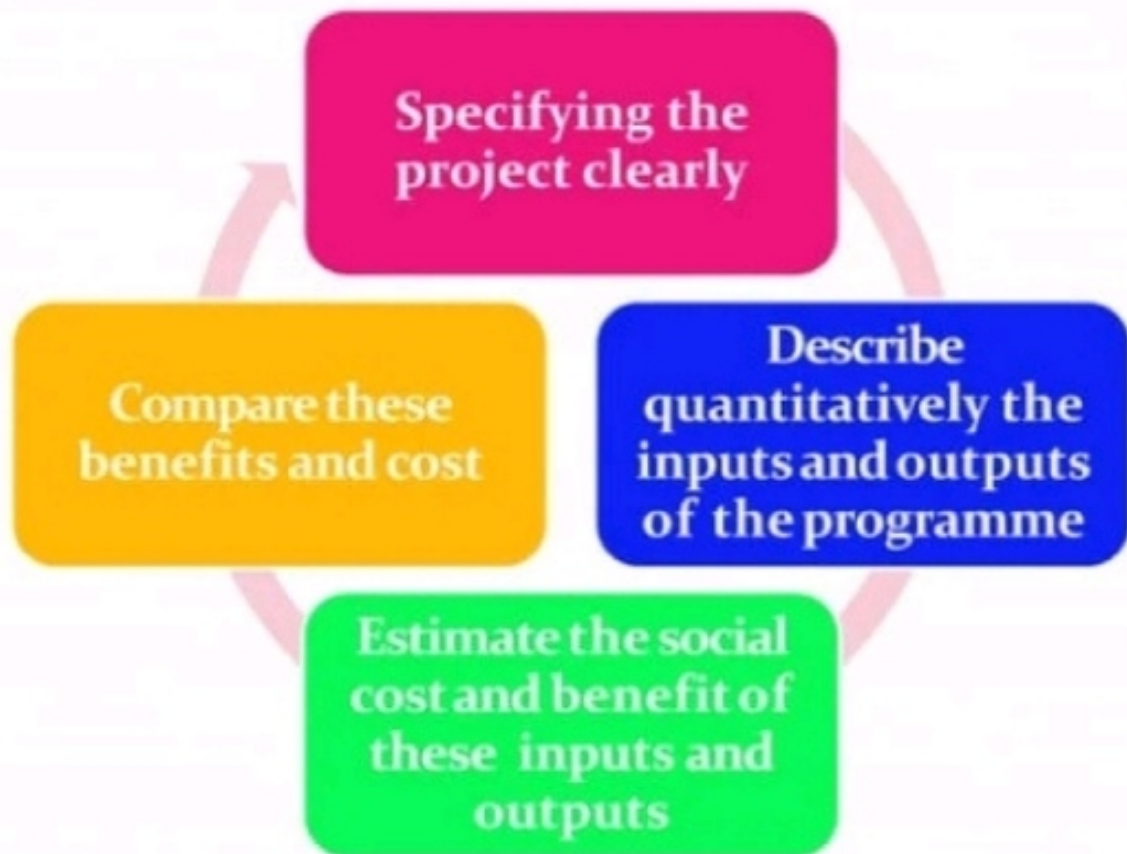 Specifying the
project clearly
Describe
quantitatively the
inputs and outputs
of the programme
Estimate the social
cost and benefit of
these inputs and
outputs
Compare these
benefits and cost